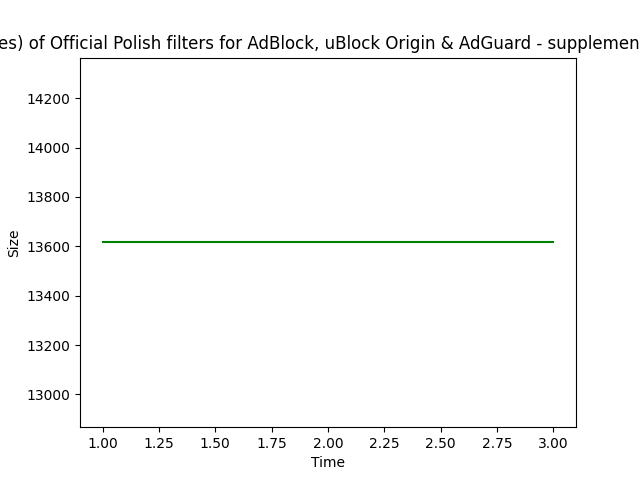 es) of Official Polish filters for AdBlock, uBlock Origin & AdGuard - supplemen
14200
14000
13800
13600
13400
13200
13000
Size
1.00 1.25 1.50 1.75 2.00 2.25 2.50 2.75 3.00
Time